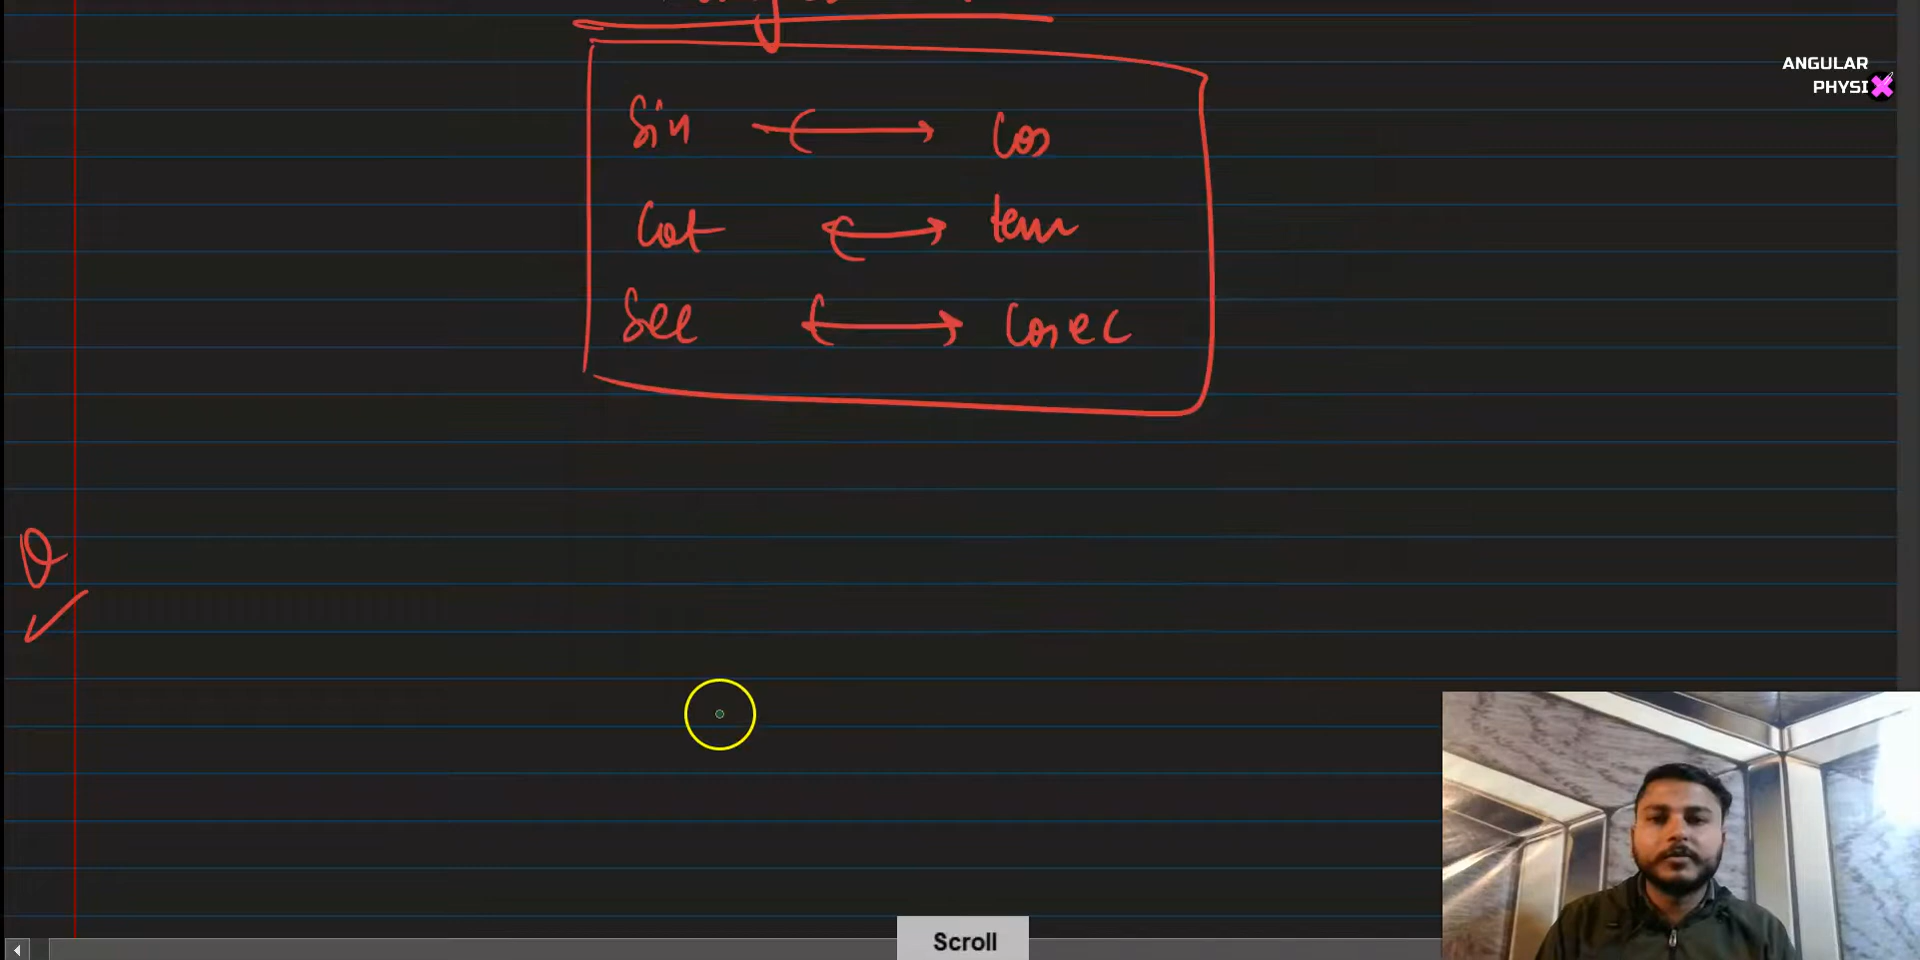 ANGULAR
PHYSI
Sin ↔ Cos
Cot ↔ tan
Sec ↔ Cosec
Q
Scroll